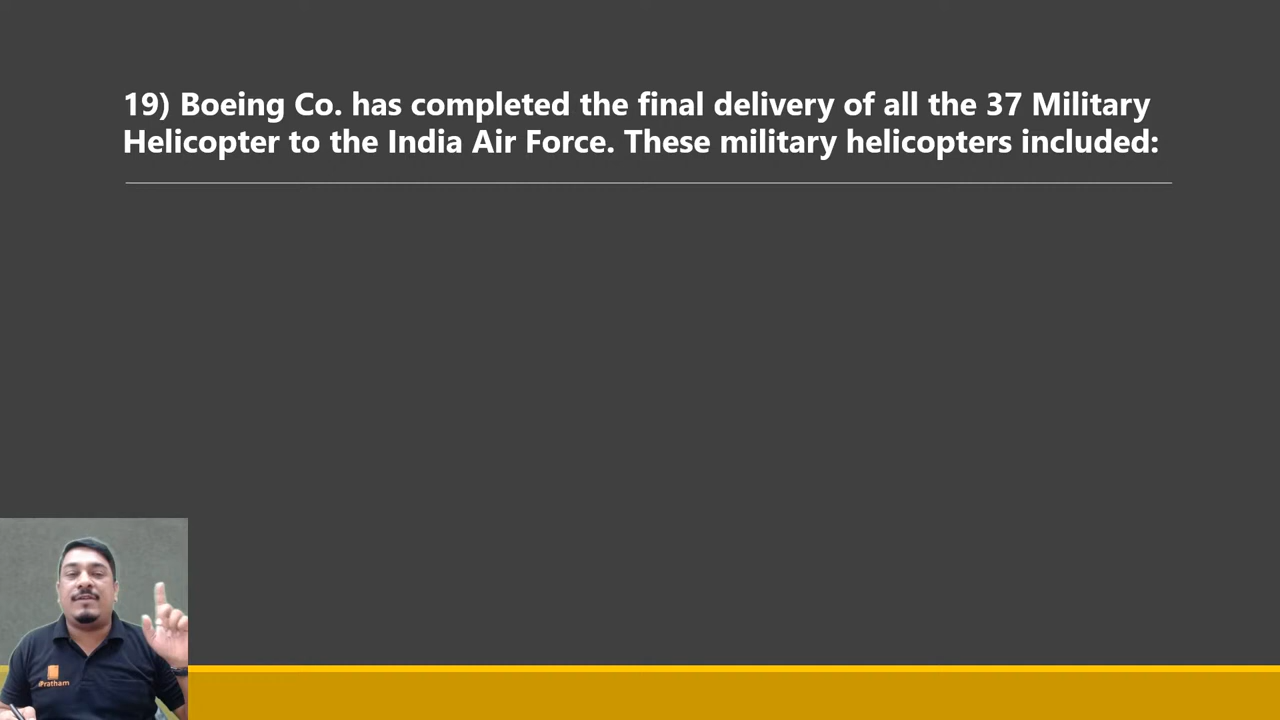 19) Boeing Co. has completed the final delivery of all the 37 Military
Helicopter to the India Air Force. These military helicopters included:
@ratham